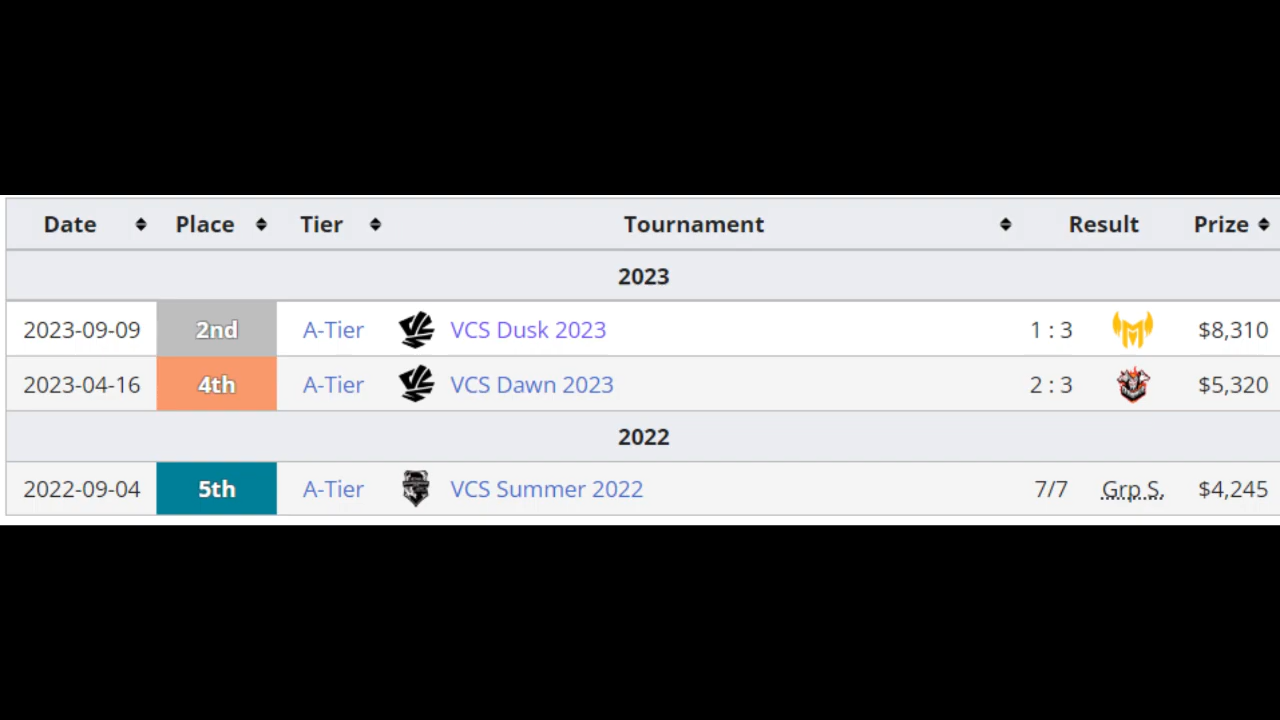 Date Place Tier Tournament Result Prize
2023
2023-09-09 2nd A-Tier VCS Dusk 2023 1 : 3 $8,310
2023-04-16 4th A-Tier VCS Dawn 2023 2 : 3 $5,320
2022
2022-09-04 5th A-Tier VCS Summer 2022 7/7 Grp S. $4,245